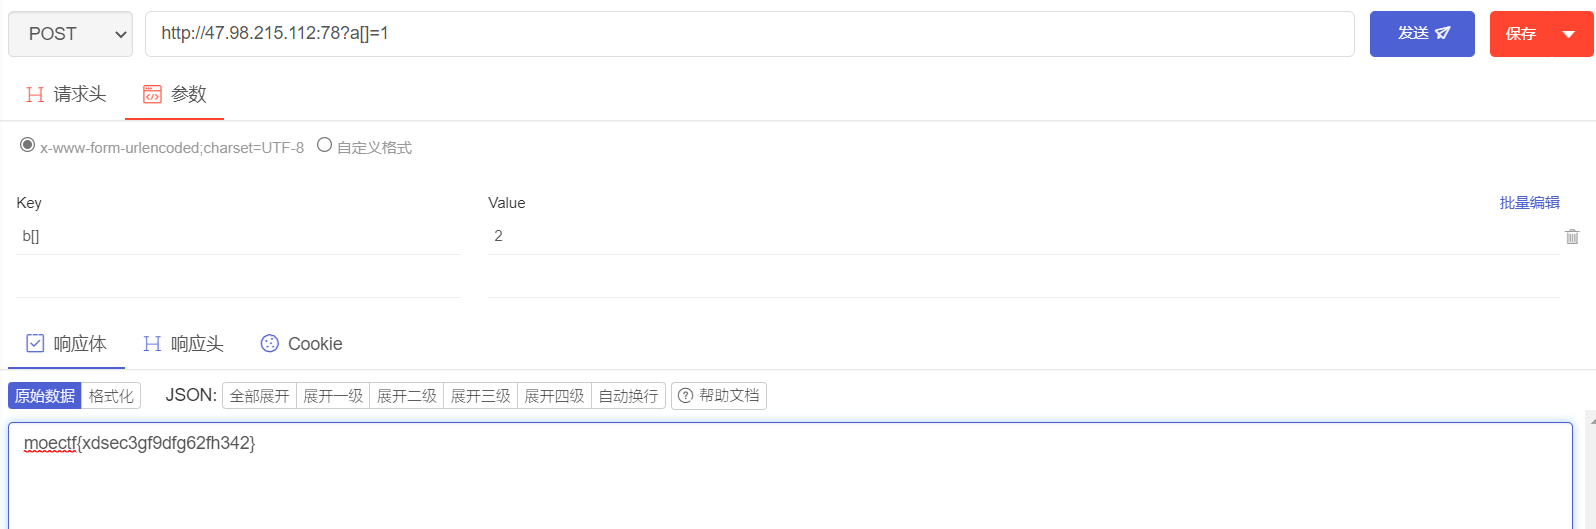 POST http://47.98.215.112:78?a[]=1 发送 保存
请求头 参数
x-www-form-urlencoded;charset=UTF-8 自定义格式
Key Value 批量编辑
b[] 2
响应体 响应头 Cookie
原始数据 格式化 JSON: 全部展开 展开一级 展开二级 展开三级 展开四级 自动换行 帮助文档
moectf{xdsec3gf9dfg62fh342}